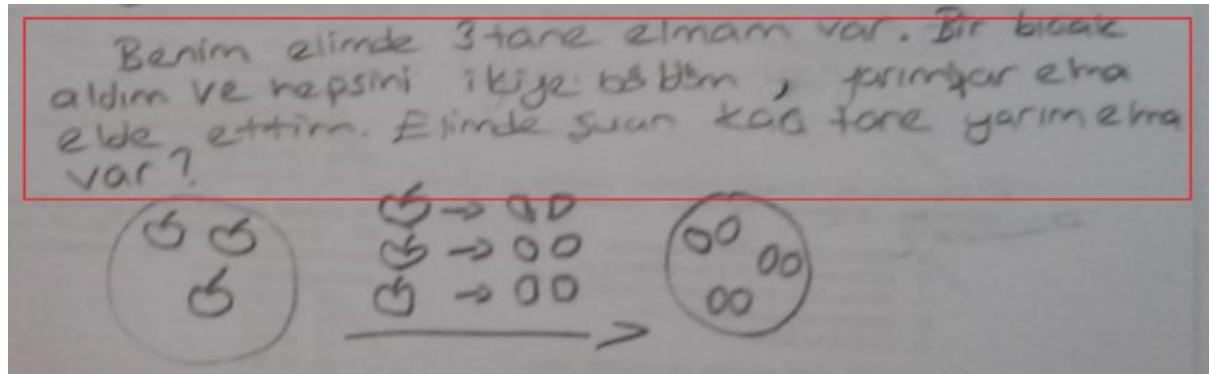 Benim elimde 3 tane elmam var. Bir bıçak
aldım ve hepsini ikiye böldüm, yarımşar elma
elde ettim. Elimde şuan kaç tane yarım elma
var?